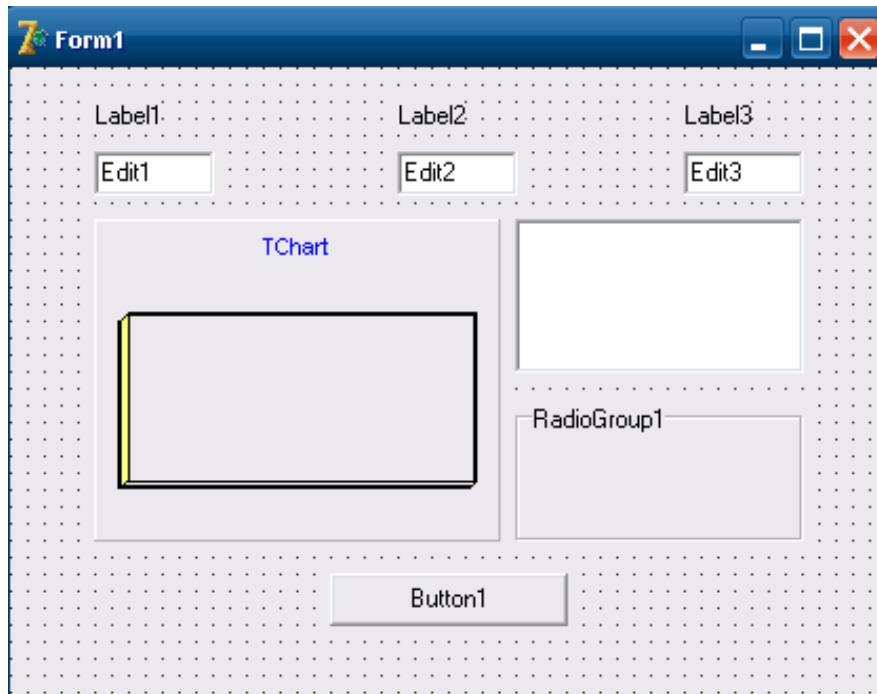 Form1
Label1 Label2 Label3
Edit1 Edit2 Edit3
TChart
RadioGroup1
Button1